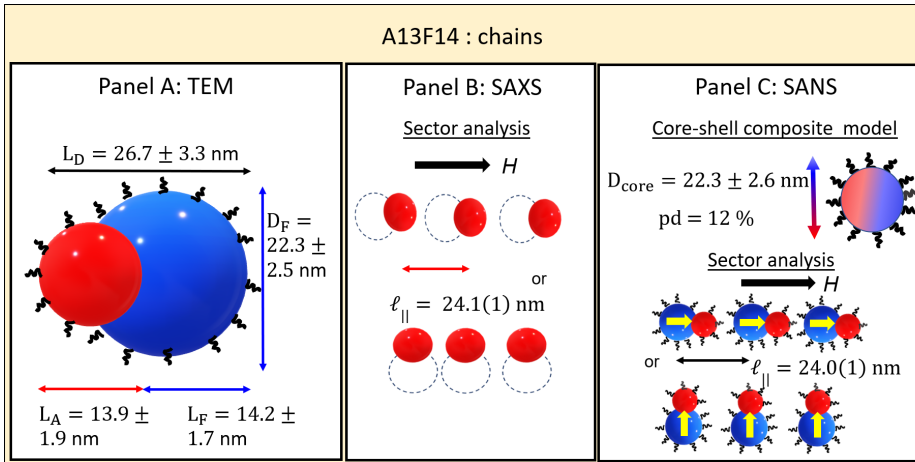 A13F14 : chains
Panel A: TEM
L_D = 26.7 ± 3.3 nm
D_F =
22.3 ±
2.5 nm
L_A = 13.9 ±
1.9 nm
L_F = 14.2 ±
1.7 nm
Panel B: SAXS
Sector analysis
H
or
ℓ_|| = 24.1(1) nm
Panel C: SANS
Core-shell composite model
D_core = 22.3 ± 2.6 nm
pd = 12 %
Sector analysis
H
or
ℓ_|| = 24.0(1) nm